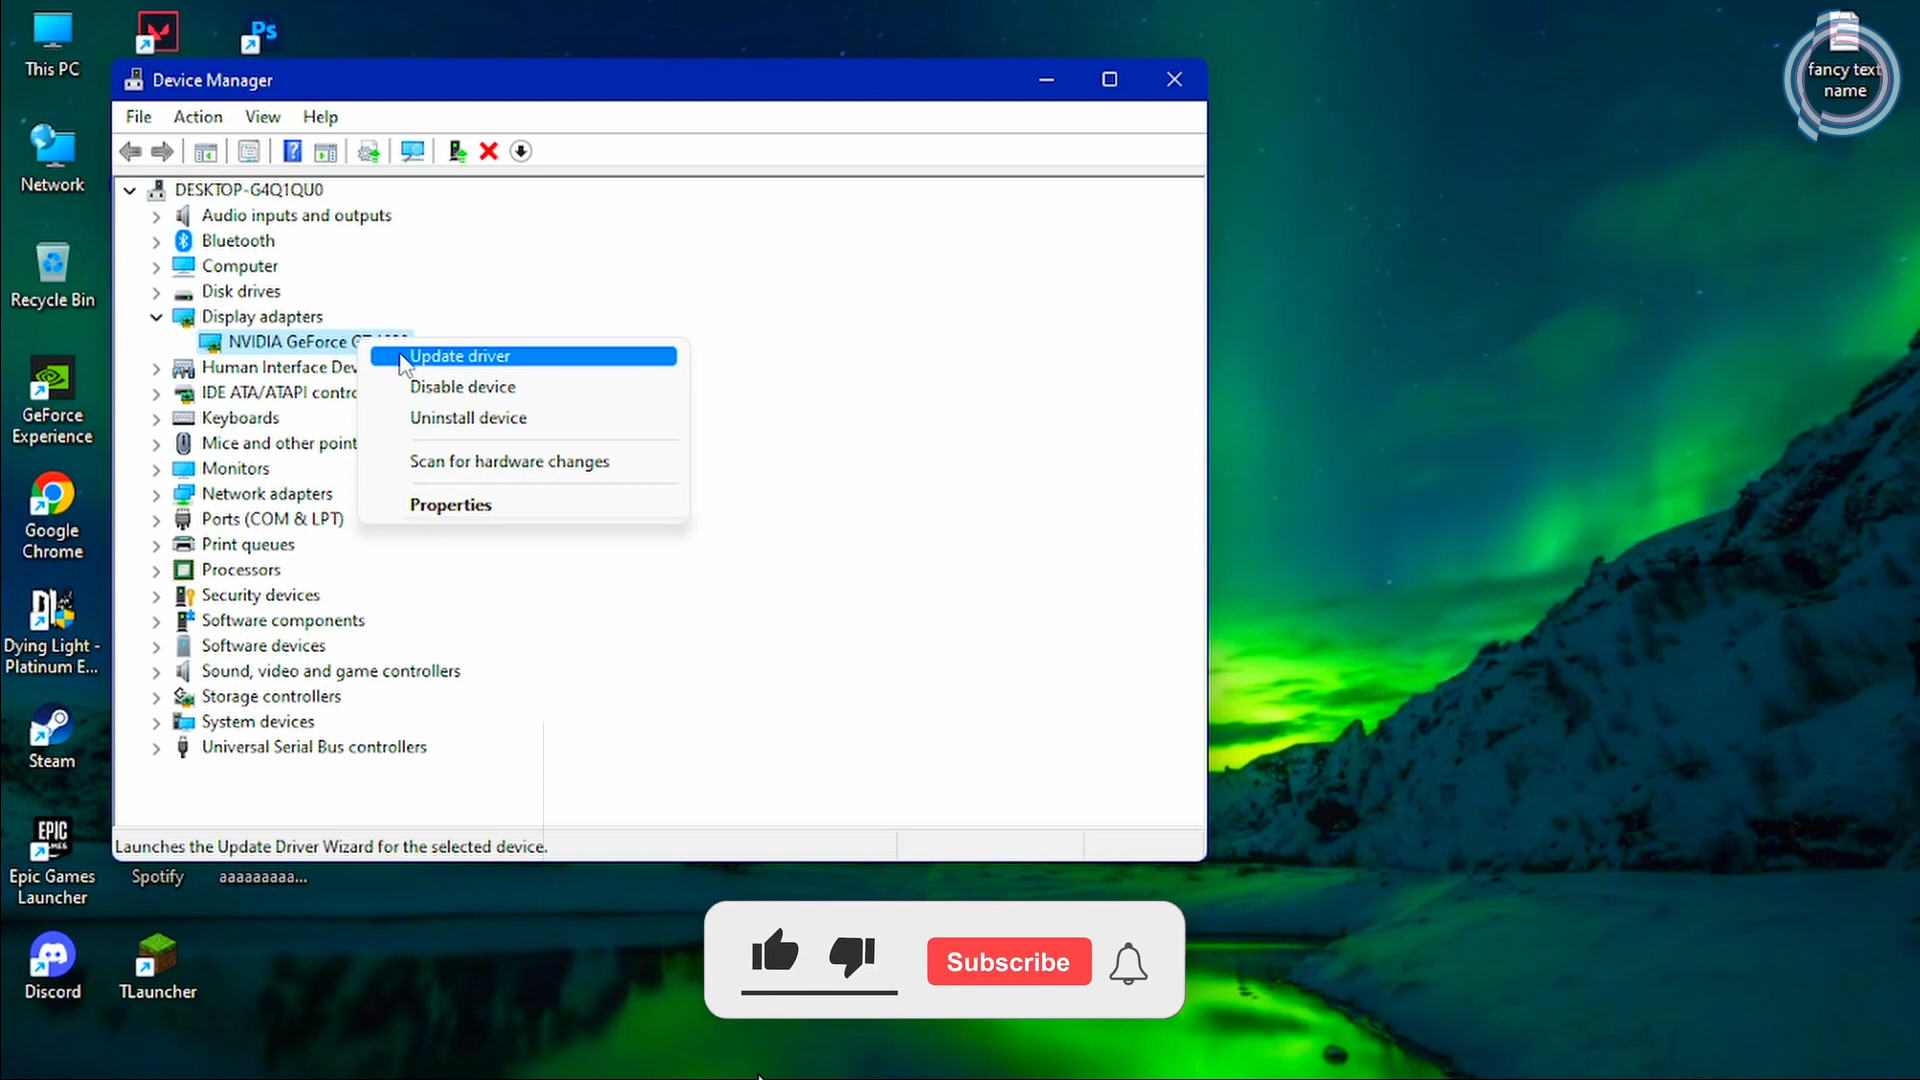 This PC
Ps
fancy text
name
Network
Recycle Bin
GeForce
Experience
Google
Chrome
Dying Light -
Platinum E...
Steam
EPIC
GAMES
Epic Games
Launcher
Spotify
aaaaaaaaa...
Discord
TLauncher
Device Manager
File Action View Help
DESKTOP-G4Q1QU0
Audio inputs and outputs
Bluetooth
Computer
Disk drives
Display adapters
NVIDIA GeForce
Human Interface Dev
IDE ATA/ATAPI contro
Keyboards
Mice and other point
Monitors
Network adapters
Ports (COM & LPT)
Print queues
Processors
Security devices
Software components
Software devices
Sound, video and game controllers
Storage controllers
System devices
Universal Serial Bus controllers
Update driver
Disable device
Uninstall device
Scan for hardware changes
Properties
Launches the Update Driver Wizard for the selected device.
Subscribe